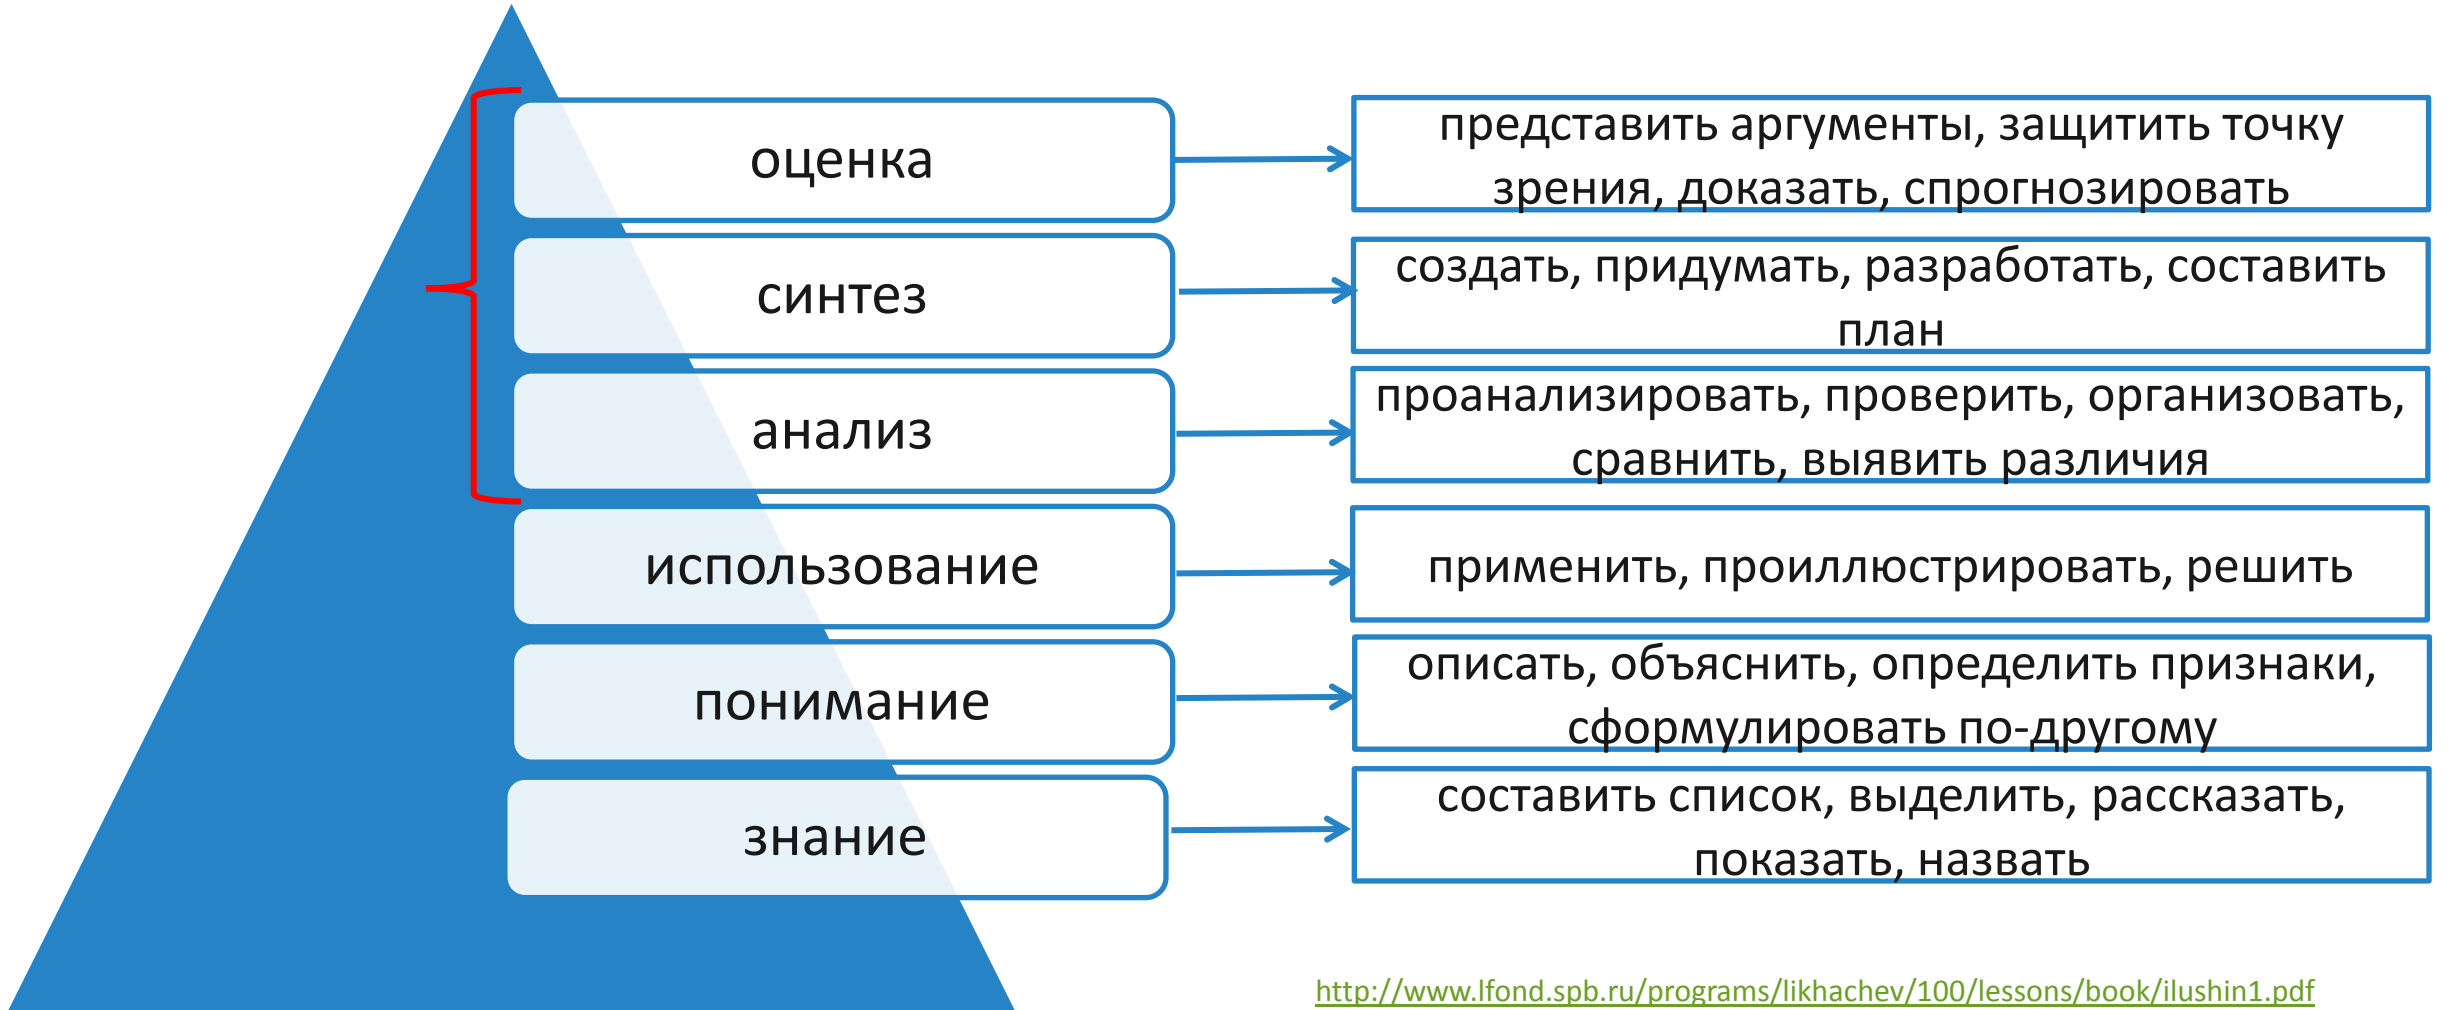 оценка
представить аргументы, защитить точку
зрения, доказать, спрогнозировать
синтез
создать, придумать, разработать, составить
план
анализ
проанализировать, проверить, организовать,
сравнить, выявить различия
использование
применить, проиллюстрировать, решить
понимание
описать, объяснить, определить признаки,
сформулировать по-другому
знание
составить список, выделить, рассказать,
показать, назвать
http://www.lfond.spb.ru/programs/likhachev/100/lessons/book/ilushin1.pdf